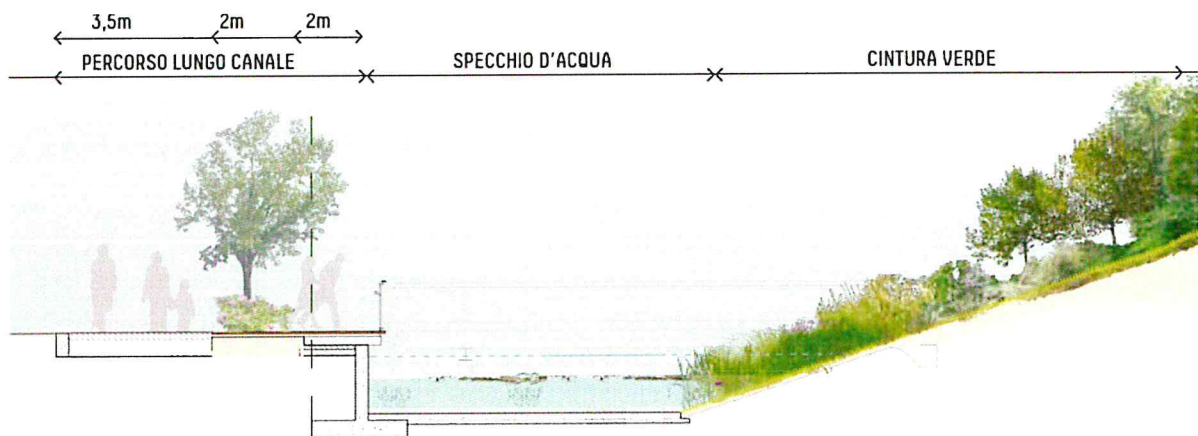 3,5m 2m 2m
PERCORSO LUNGO CANALE SPECCHIO D'ACQUA CINTURA VERDE